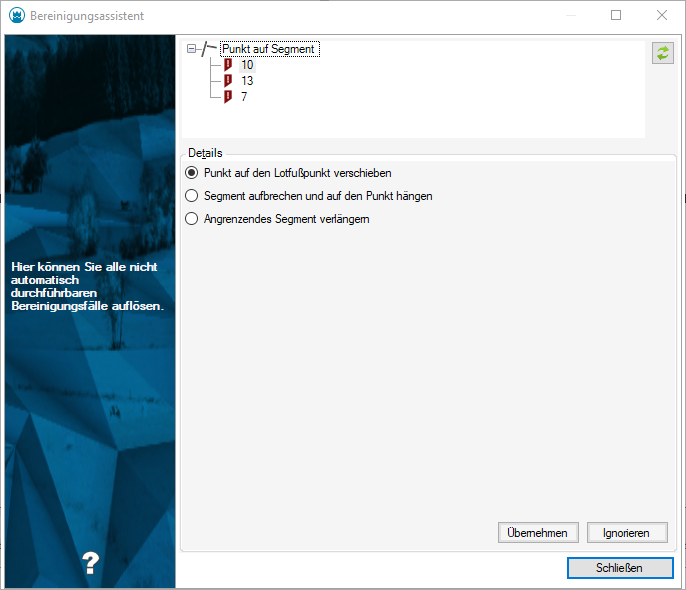 Bereinigungsassistent
Punkt auf Segment
10
13
7
Hier können Sie alle nicht
automatisch
durchführbaren
Bereinigungsfälle auflösen.
?
Details
Punkt auf den Lotfußpunkt verschieben
Segment aufbrechen und auf den Punkt hängen
Angrenzendes Segment verlängern
Übernehmen
Ignorieren
Schließen